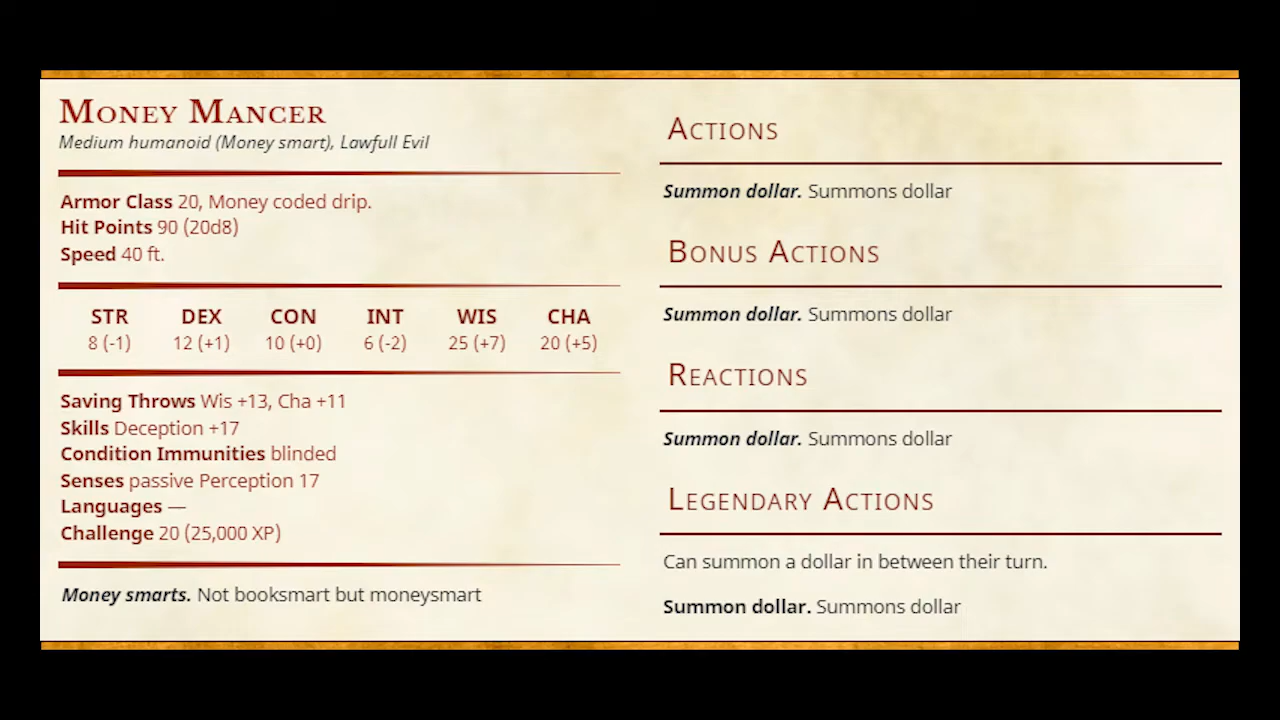 Money Mancer
Medium humanoid (Money smart), Lawfull Evil
Armor Class 20, Money coded drip.
Hit Points 90 (20d8)
Speed 40 ft.
STR DEX CON INT WIS CHA
8 (-1) 12 (+1) 10 (+0) 6 (-2) 25 (+7) 20 (+5)
Saving Throws Wis +13, Cha +11
Skills Deception +17
Condition Immunities blinded
Senses passive Perception 17
Languages —
Challenge 20 (25,000 XP)
Money smarts. Not booksmart but moneysmart
Actions
Summon dollar. Summons dollar
Bonus Actions
Summon dollar. Summons dollar
Reactions
Summon dollar. Summons dollar
Legendary Actions
Can summon a dollar in between their turn.
Summon dollar. Summons dollar